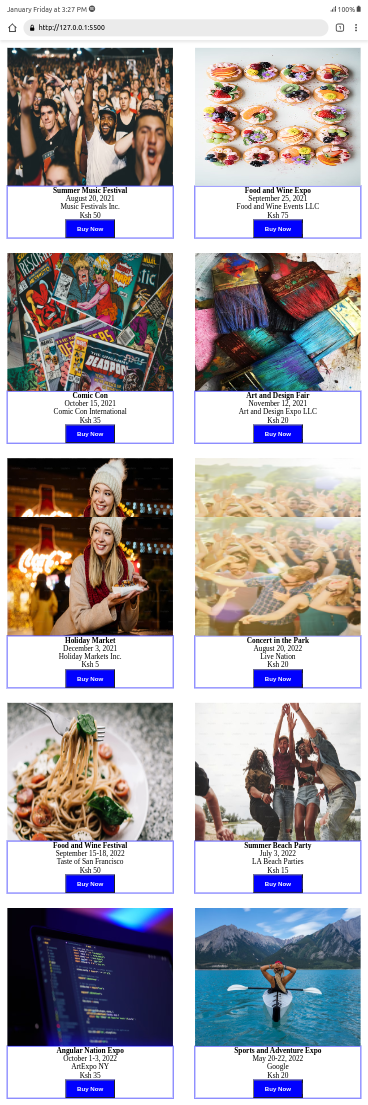 January Friday at 3:27 PM
100%
http://127.0.0.1:5500
1
Summer Music Festival
August 20, 2021
Music Festivals Inc.
Ksh 50
Buy Now
Food and Wine Expo
September 25, 2021
Food and Wine Events LLC
Ksh 75
Buy Now
DEADPOOL
Comic Con
October 15, 2021
Comic Con International
Ksh 35
Buy Now
Art and Design Fair
November 12, 2021
Art and Design Expo LLC
Ksh 20
Buy Now
Holiday Market
December 3, 2021
Holiday Markets Inc.
Ksh 5
Buy Now
Concert in the Park
August 20, 2022
Live Nation
Ksh 20
Buy Now
Food and Wine Festival
September 15-18, 2022
Taste of San Francisco
Ksh 50
Buy Now
Summer Beach Party
July 3, 2022
LA Beach Parties
Ksh 15
Buy Now
Angular Nation Expo
October 1-3, 2022
ArtExpo NY
Ksh 35
Buy Now
Sports and Adventure Expo
May 20-22, 2022
Google
Ksh 20
Buy Now